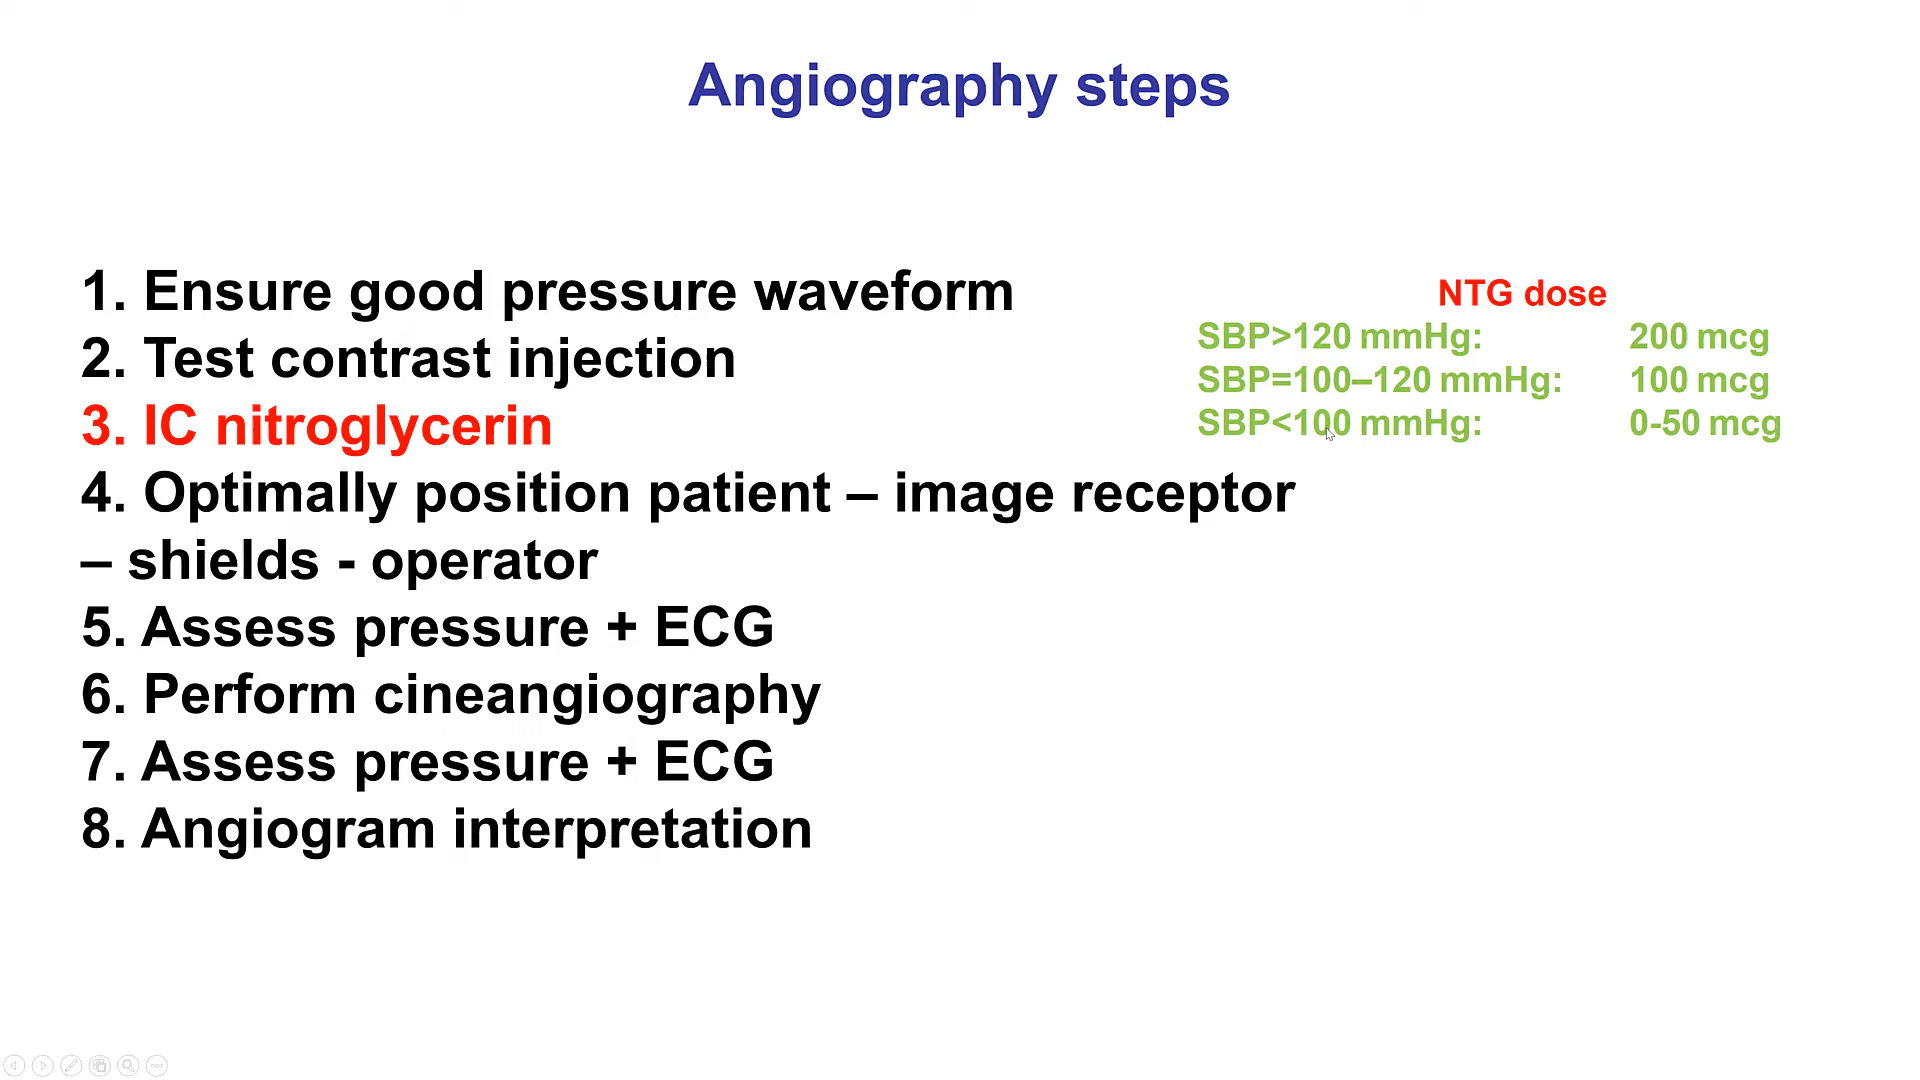 Angiography steps
1. Ensure good pressure waveform
2. Test contrast injection
3. IC nitroglycerin
4. Optimally position patient – image receptor
– shields - operator
5. Assess pressure + ECG
6. Perform cineangiography
7. Assess pressure + ECG
8. Angiogram interpretation
NTG dose
SBP>120 mmHg: 200 mcg
SBP=100–120 mmHg: 100 mcg
SBP<100 mmHg: 0-50 mcg